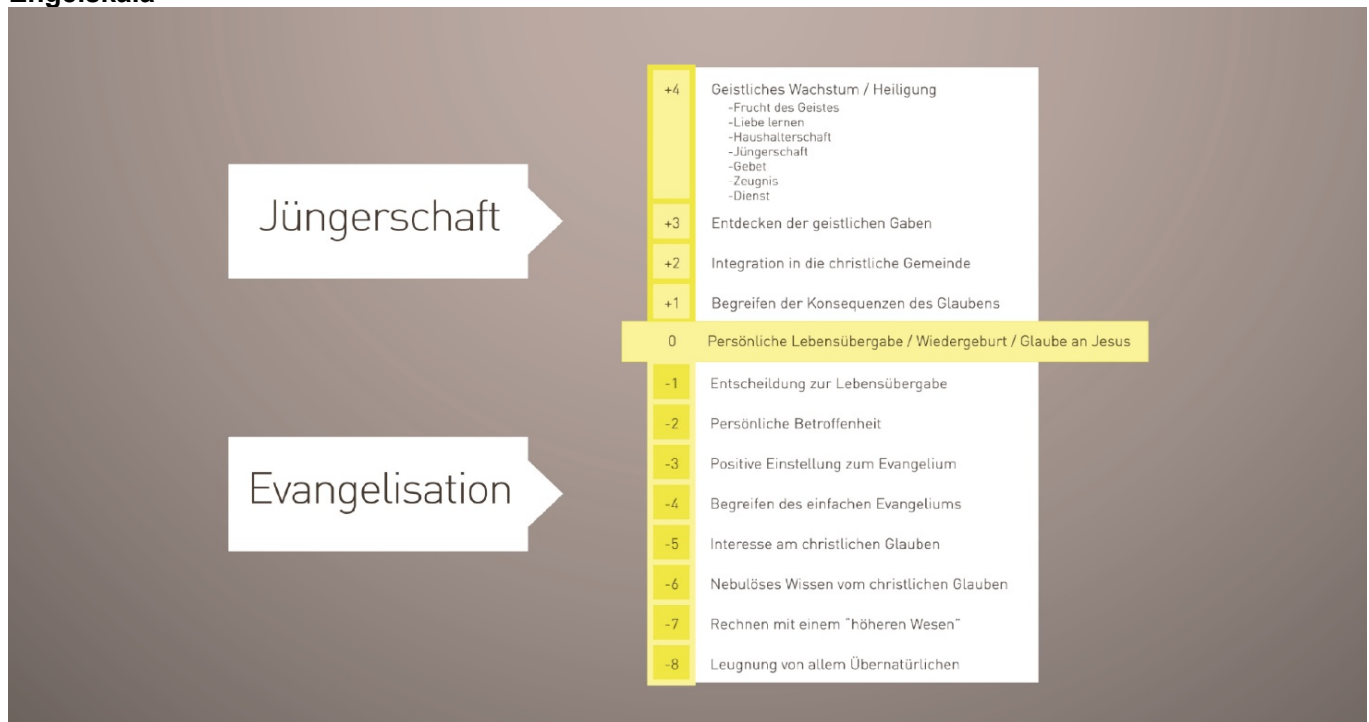 Engelskala
Jüngerschaft
Evangelisation
+4 Geistliches Wachstum / Heiligung
-Frucht des Geistes
-Liebe lernen
-Haushalterschaft
-Jüngerschaft
-Gebet
-Zeugnis
-Dienst
+3 Entdecken der geistlichen Gaben
+2 Integration in die christliche Gemeinde
+1 Begreifen der Konsequenzen des Glaubens
0 Persönliche Lebensübergabe / Wiedergeburt / Glaube an Jesus
-1 Entscheildung zur Lebensübergabe
-2 Persönliche Betroffenheit
-3 Positive Einstellung zum Evangelium
-4 Begreifen des einfachen Evangeliums
-5 Interesse am christlichen Glauben
-6 Nebulöses Wissen vom christlichen Glauben
-7 Rechnen mit einem "höheren Wesen"
-8 Leugnung von allem Übernatürlichen